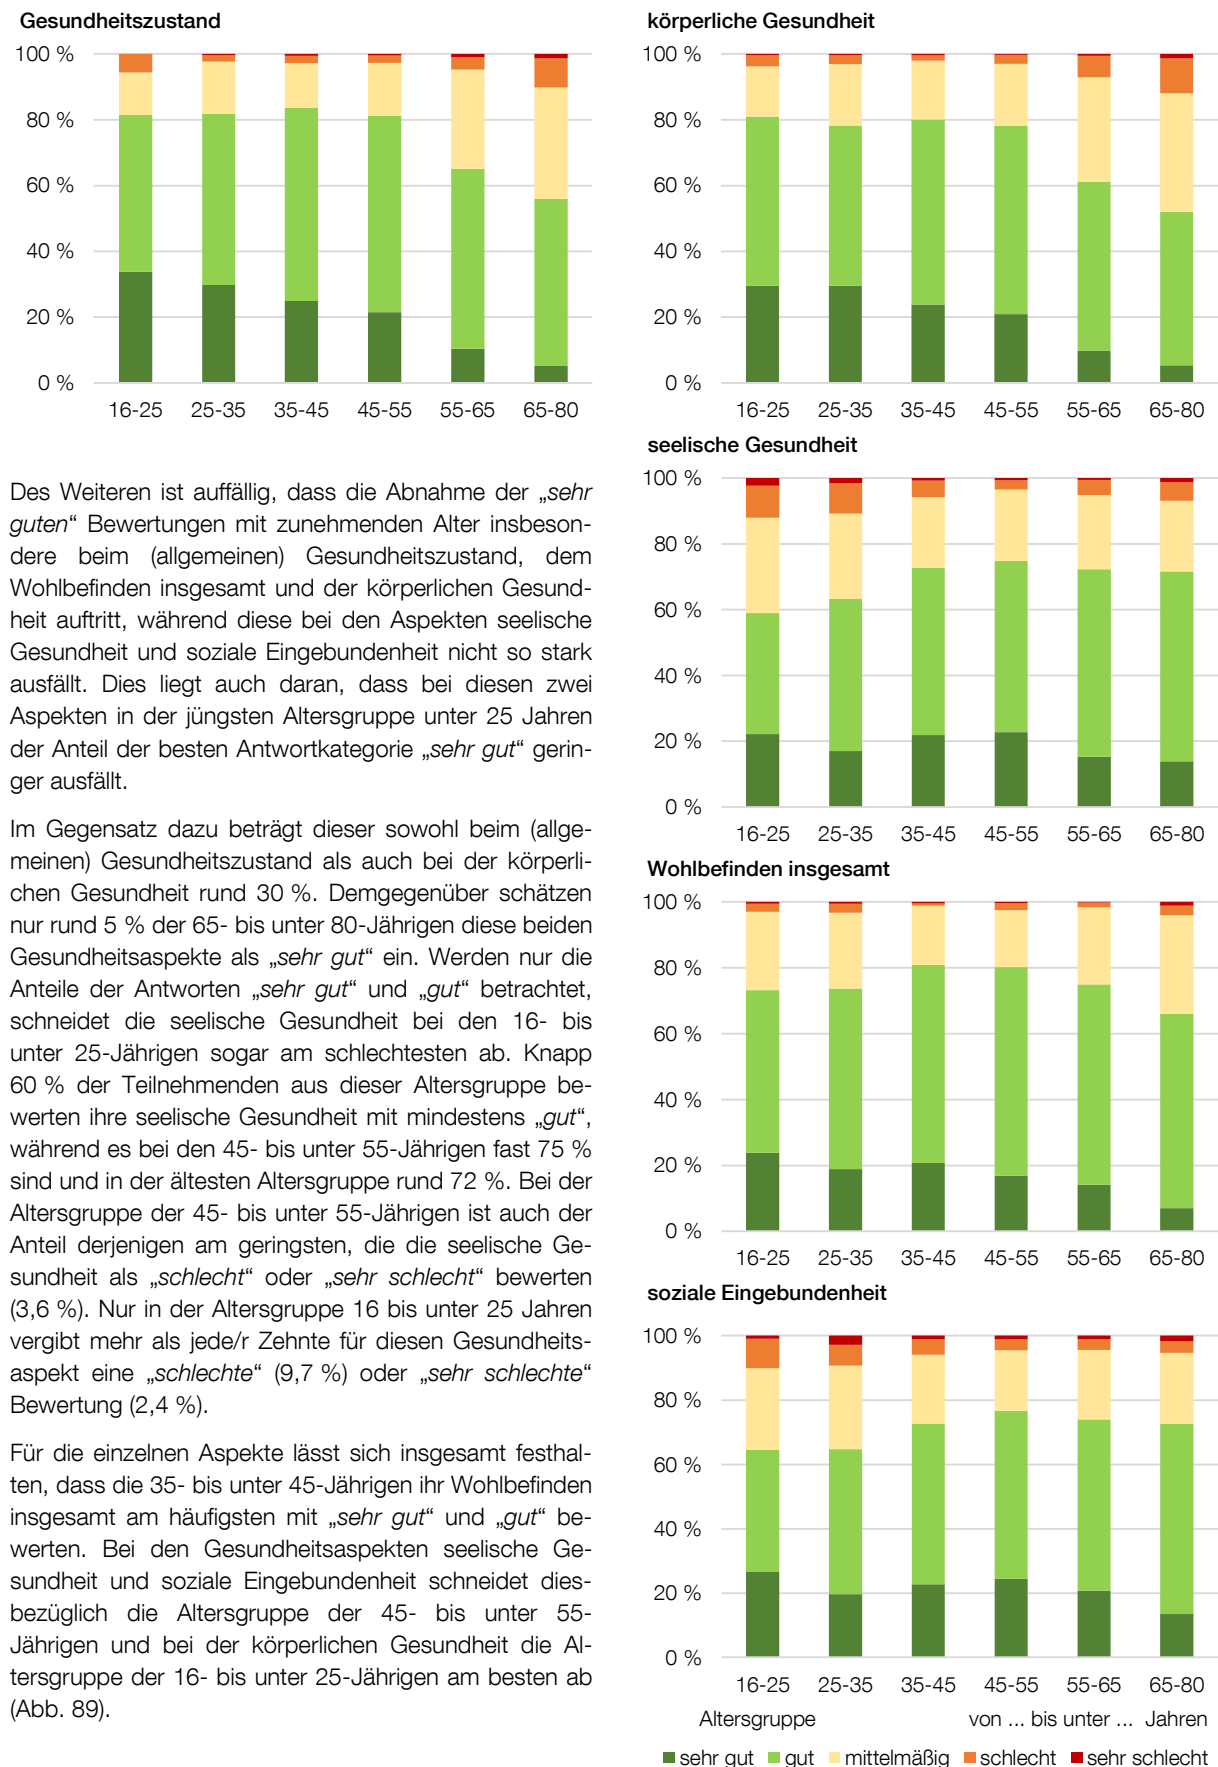 Gesundheitszustand
100 %
80 %
60 %
40 %
20 %
0 %
16-25 25-35 35-45 45-55 55-65 65-80
Des Weiteren ist auffällig, dass die Abnahme der „sehr
guten“ Bewertungen mit zunehmenden Alter insbeson-
dere beim (allgemeinen) Gesundheitszustand, dem
Wohlbefinden insgesamt und der körperlichen Gesund-
heit auftritt, während diese bei den Aspekten seelische
Gesundheit und soziale Eingebundenheit nicht so stark
ausfällt. Dies liegt auch daran, dass bei diesen zwei
Aspekten in der jüngsten Altersgruppe unter 25 Jahren
der Anteil der besten Antwortkategorie „sehr gut“ gerin-
ger ausfällt.
Im Gegensatz dazu beträgt dieser sowohl beim (allge-
meinen) Gesundheitszustand als auch bei der körperli-
chen Gesundheit rund 30 %. Demgegenüber schätzen
nur rund 5 % der 65- bis unter 80-Jährigen diese beiden
Gesundheitsaspekte als „sehr gut“ ein. Werden nur die
Anteile der Antworten „sehr gut“ und „gut“ betrachtet,
schneidet die seelische Gesundheit bei den 16- bis
unter 25-Jährigen sogar am schlechtesten ab. Knapp
60 % der Teilnehmenden aus dieser Altersgruppe be-
werten ihre seelische Gesundheit mit mindestens „gut“,
während es bei den 45- bis unter 55-Jährigen fast 75 %
sind und in der ältesten Altersgruppe rund 72 %. Bei der
Altersgruppe der 45- bis unter 55-Jährigen ist auch der
Anteil derjenigen am geringsten, die die seelische Ge-
sundheit als „schlecht“ oder „sehr schlecht“ bewerten
(3,6 %). Nur in der Altersgruppe 16 bis unter 25 Jahren
vergibt mehr als jede/r Zehnte für diesen Gesundheits-
aspekt eine „schlechte“ (9,7 %) oder „sehr schlechte“
Bewertung (2,4 %).
Für die einzelnen Aspekte lässt sich insgesamt festhal-
ten, dass die 35- bis unter 45-Jährigen ihr Wohlbefinden
insgesamt am häufigsten mit „sehr gut“ und „gut“ be-
werten. Bei den Gesundheitsaspekten seelische Ge-
sundheit und soziale Eingebundenheit schneidet dies-
bezüglich die Altersgruppe der 45- bis unter 55-
Jährigen und bei der körperlichen Gesundheit die Al-
tersgruppe der 16- bis unter 25-Jährigen am besten ab
(Abb. 89).
körperliche Gesundheit
100 %
80 %
60 %
40 %
20 %
0 %
16-25 25-35 35-45 45-55 55-65 65-80
seelische Gesundheit
100 %
80 %
60 %
40 %
20 %
0 %
16-25 25-35 35-45 45-55 55-65 65-80
Wohlbefinden insgesamt
100 %
80 %
60 %
40 %
20 %
0 %
16-25 25-35 35-45 45-55 55-65 65-80
soziale Eingebundenheit
100 %
80 %
60 %
40 %
20 %
0 %
16-25 25-35 35-45 45-55 55-65 65-80
Altersgruppe von ... bis unter ... Jahren
sehr gut gut mittelmäßig schlecht sehr schlecht